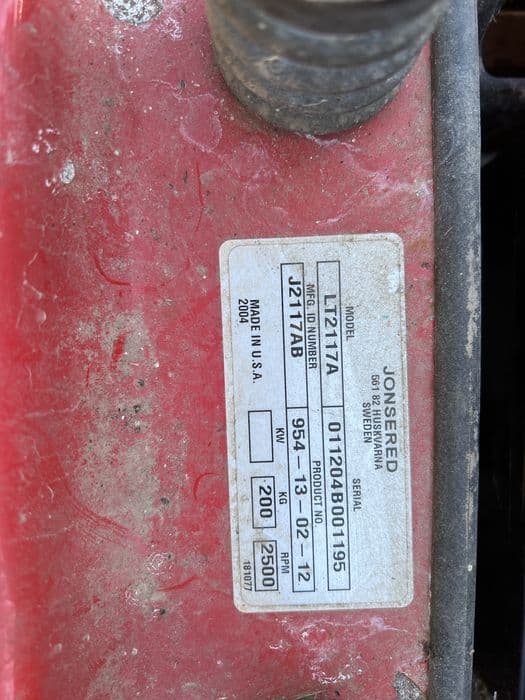 JONSERED
561 82 HUSKVARNA
SWEDEN
MODEL SERIAL
LT2117A 011204B001195
MFG. ID NUMBER PRODUCT NO.
J2117AB 954-13-02-12
KW KG RPM
200 2500
MADE IN U.S.A.
2004
181077